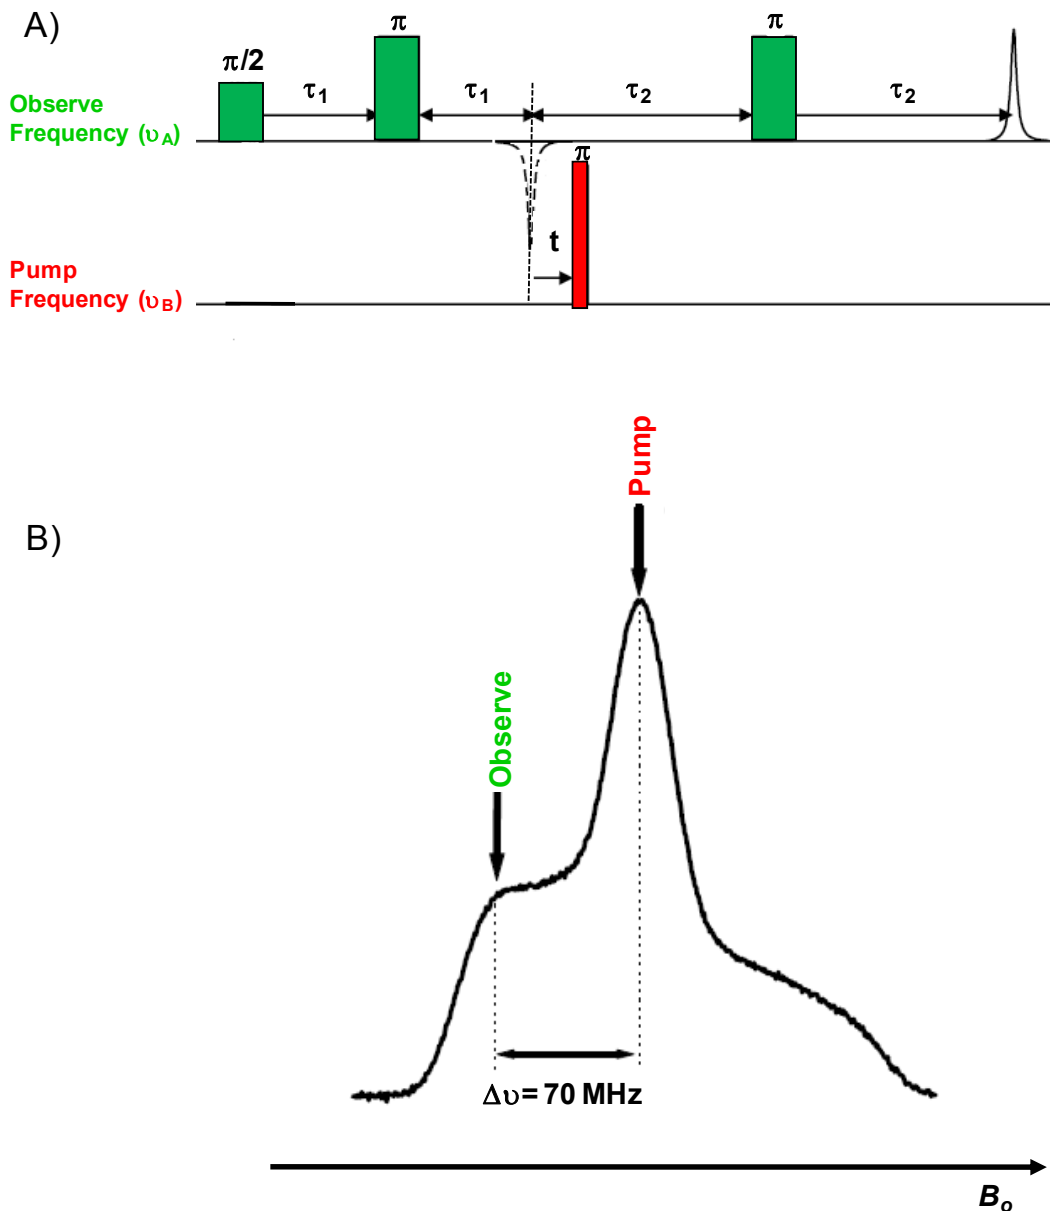 A)
π/2
π
π
τ1
τ1
τ2
τ2
Observe
Frequency (υA)
π
t
Pump
Frequency (υB)
B)
Pump
Observe
Δυ = 70 MHz
Bo